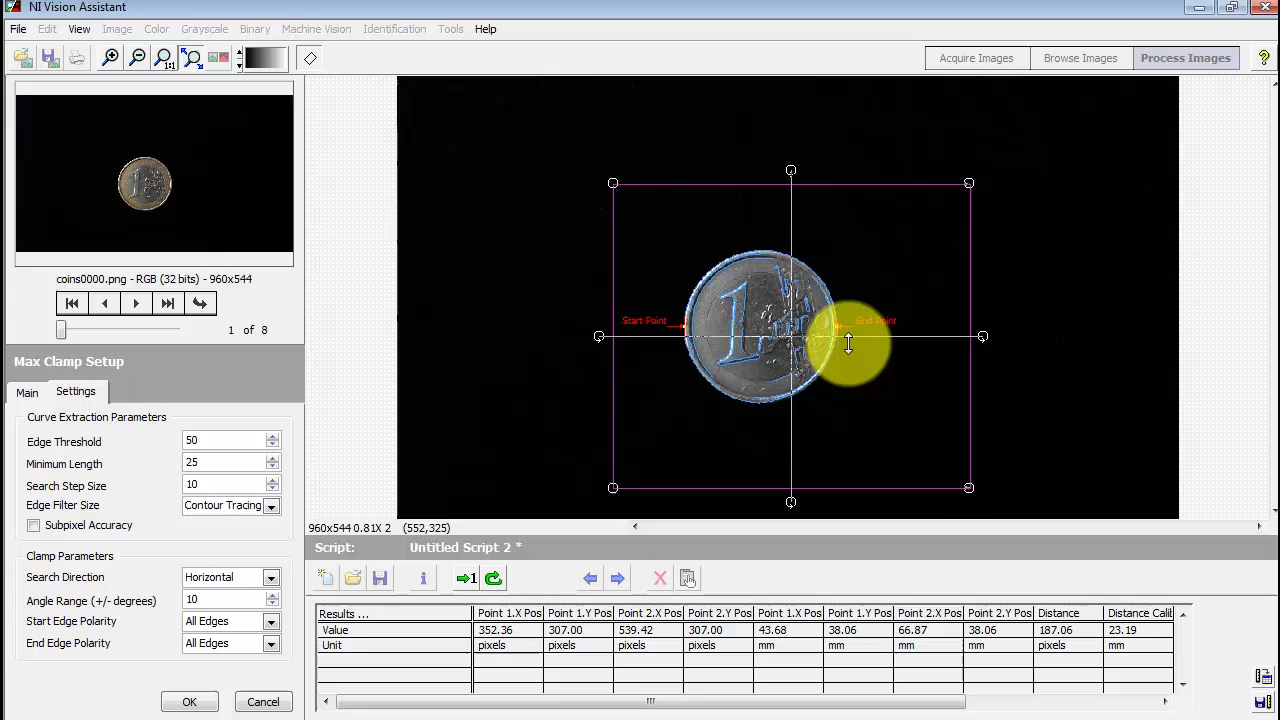 NI Vision Assistant
File Edit View Image Color Grayscale Binary Machine Vision Identification Tools Help
1:1
Acquire Images Browse Images Process Images
coins0000.png - RGB (32 bits) - 960x544
1 of 8
Max Clamp Setup
Main Settings
Curve Extraction Parameters
Edge Threshold 50
Minimum Length 25
Search Step Size 10
Edge Filter Size Contour Tracing
Subpixel Accuracy
Clamp Parameters
Search Direction Horizontal
Angle Range (+/- degrees) 10
Start Edge Polarity All Edges
End Edge Polarity All Edges
OK Cancel
Start Point End Point
1
960x544 0.81X 2 (552,325)
Script: Untitled Script 2 *
1
Results ... Point 1.X Pos Point 1.Y Pos Point 2.X Pos Point 2.Y Pos Point 1.X Point 1.Y Pos Point 2.X Pos Point 2.Y Pos Distance Distance Calib
Value 352.36 307.00 539.42 307.00 43.68 38.06 66.87 38.06 187.06 23.19
Unit pixels pixels pixels pixels mm mm mm mm pixels mm